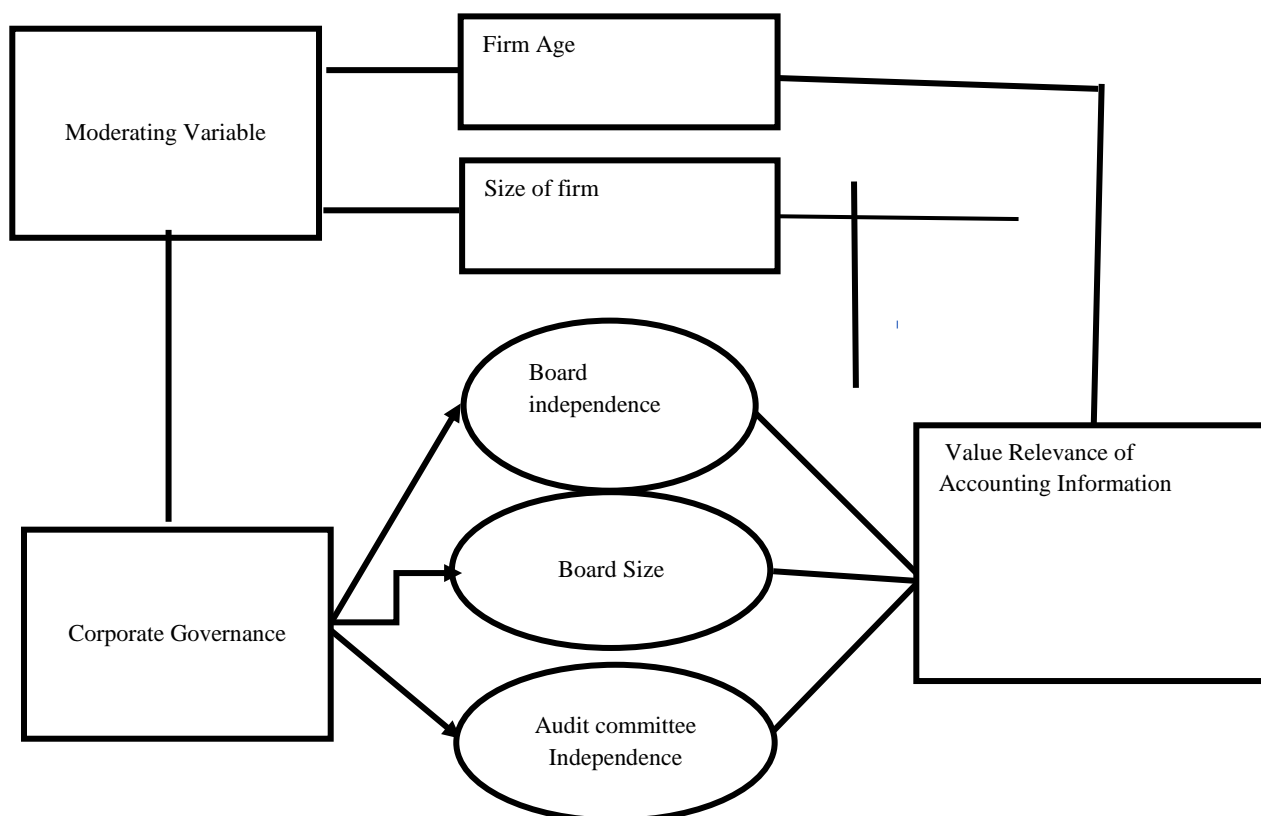 Firm Age
Moderating Variable
Size of firm
Board
independence
Value Relevance of
Accounting Information
Board Size
Corporate Governance
Audit committee
Independence